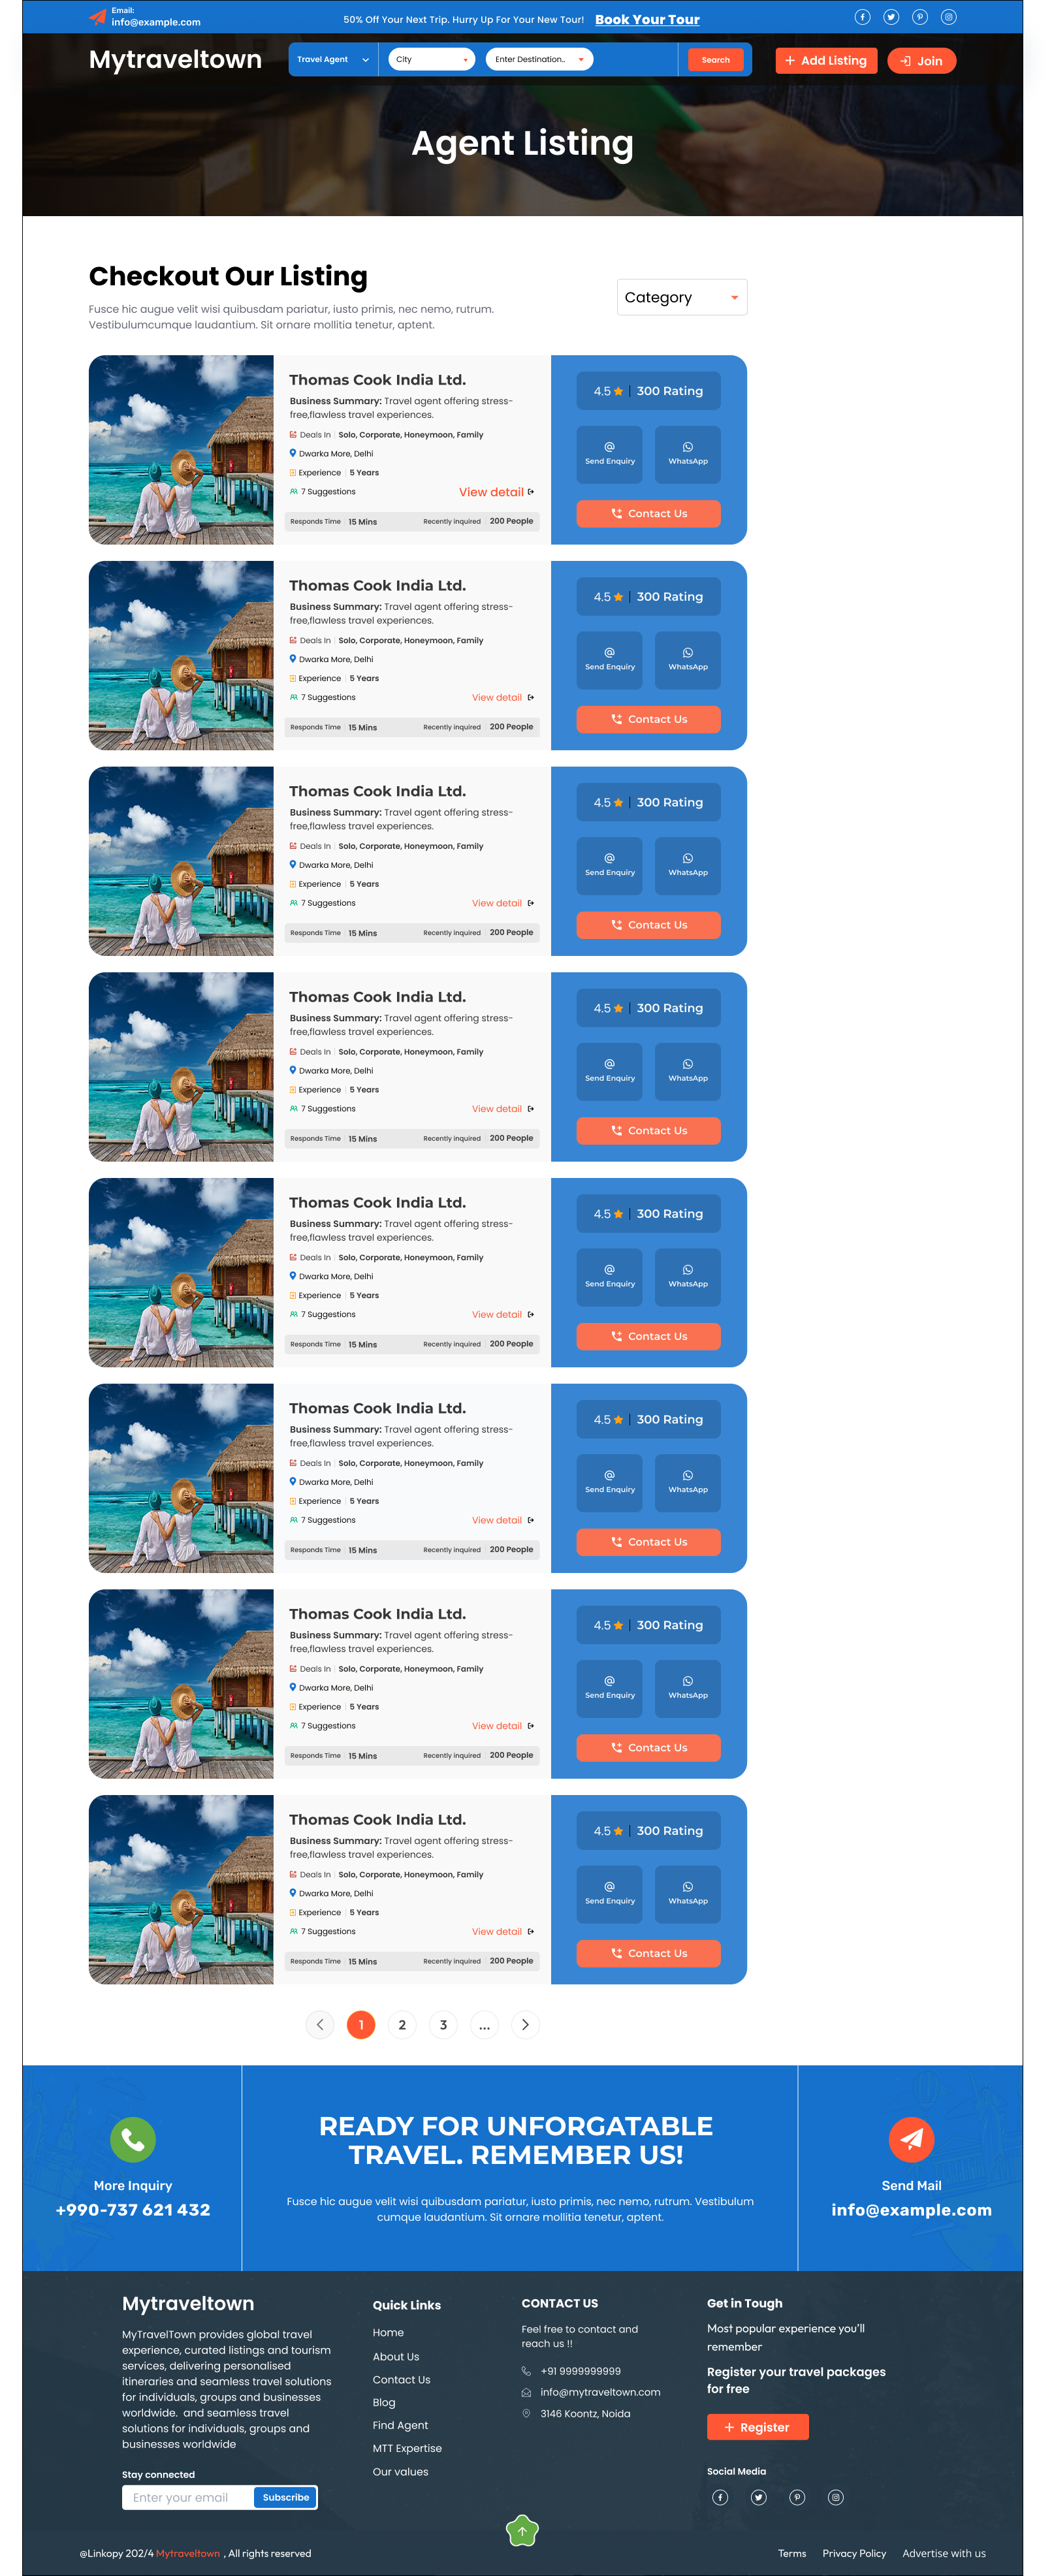 Email:
info@example.com
50% Off Your Next Trip. Hurry Up For Your New Tour! Book Your Tour
Mytraveltown
Travel Agent
City
Enter Destination..
Search
+ Add Listing
Join
Agent Listing
Checkout Our Listing
Fusce hic augue velit wisi quibusdam pariatur, iusto primis, nec nemo, rutrum.
Vestibulumcumque laudantium. Sit ornare mollitia tenetur, aptent.
Category
Thomas Cook India Ltd.
Business Summary: Travel agent offering stress-
free,flawless travel experiences.
Deals In Solo, Corporate, Honeymoon, Family
Dwarka More, Delhi
Experience 5 Years
7 Suggestions
View detail
Responds Time 15 Mins
Recently inquired 200 People
4.5 | 300 Rating
Send Enquiry
WhatsApp
Contact Us
Thomas Cook India Ltd.
Business Summary: Travel agent offering stress-
free,flawless travel experiences.
Deals In Solo, Corporate, Honeymoon, Family
Dwarka More, Delhi
Experience 5 Years
7 Suggestions
View detail
Responds Time 15 Mins
Recently inquired 200 People
4.5 | 300 Rating
Send Enquiry
WhatsApp
Contact Us
Thomas Cook India Ltd.
Business Summary: Travel agent offering stress-
free,flawless travel experiences.
Deals In Solo, Corporate, Honeymoon, Family
Dwarka More, Delhi
Experience 5 Years
7 Suggestions
View detail
Responds Time 15 Mins
Recently inquired 200 People
4.5 | 300 Rating
Send Enquiry
WhatsApp
Contact Us
Thomas Cook India Ltd.
Business Summary: Travel agent offering stress-
free,flawless travel experiences.
Deals In Solo, Corporate, Honeymoon, Family
Dwarka More, Delhi
Experience 5 Years
7 Suggestions
View detail
Responds Time 15 Mins
Recently inquired 200 People
4.5 | 300 Rating
Send Enquiry
WhatsApp
Contact Us
Thomas Cook India Ltd.
Business Summary: Travel agent offering stress-
free,flawless travel experiences.
Deals In Solo, Corporate, Honeymoon, Family
Dwarka More, Delhi
Experience 5 Years
7 Suggestions
View detail
Responds Time 15 Mins
Recently inquired 200 People
4.5 | 300 Rating
Send Enquiry
WhatsApp
Contact Us
Thomas Cook India Ltd.
Business Summary: Travel agent offering stress-
free,flawless travel experiences.
Deals In Solo, Corporate, Honeymoon, Family
Dwarka More, Delhi
Experience 5 Years
7 Suggestions
View detail
Responds Time 15 Mins
Recently inquired 200 People
4.5 | 300 Rating
Send Enquiry
WhatsApp
Contact Us
Thomas Cook India Ltd.
Business Summary: Travel agent offering stress-
free,flawless travel experiences.
Deals In Solo, Corporate, Honeymoon, Family
Dwarka More, Delhi
Experience 5 Years
7 Suggestions
View detail
Responds Time 15 Mins
Recently inquired 200 People
4.5 | 300 Rating
Send Enquiry
WhatsApp
Contact Us
Thomas Cook India Ltd.
Business Summary: Travel agent offering stress-
free,flawless travel experiences.
Deals In Solo, Corporate, Honeymoon, Family
Dwarka More, Delhi
Experience 5 Years
7 Suggestions
View detail
Responds Time 15 Mins
Recently inquired 200 People
4.5 | 300 Rating
Send Enquiry
WhatsApp
Contact Us
1 2 3 ...
More Inquiry
+990-737 621 432
READY FOR UNFORGATABLE
TRAVEL. REMEMBER US!
Fusce hic augue velit wisi quibusdam pariatur, iusto primis, nec nemo, rutrum. Vestibulum
cumque laudantium. Sit ornare mollitia tenetur, aptent.
Send Mail
info@example.com
Mytraveltown
MyTravelTown provides global travel
experience, curated listings and tourism
services, delivering personalised
itineraries and seamless travel solutions
for individuals, groups and businesses
worldwide. and seamless travel
solutions for individuals, groups and
businesses worldwide
Stay connected
Enter your email
Subscribe
Quick Links
Home
About Us
Contact Us
Blog
Find Agent
MTT Expertise
Our values
CONTACT US
Feel free to contact and
reach us !!
+91 9999999999
info@mytraveltown.com
3146 Koontz, Noida
Get in Tough
Most popular experience you'll
remember
Register your travel packages
for free
+ Register
Social Media
@Linkopy 202/4 Mytraveltown , All rights reserved
Terms
Privacy Policy
Advertise with us